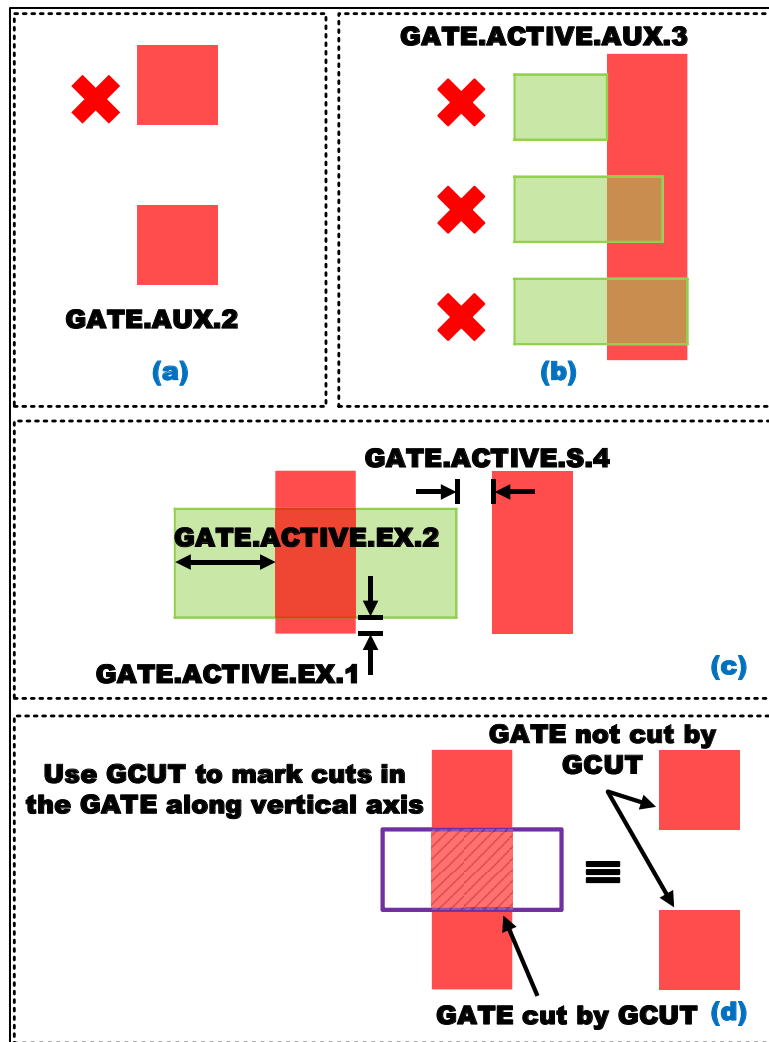 GATE.AUX.2
(a)
GATE.ACTIVE.AUX.3
(b)
GATE.ACTIVE.S.4
GATE.ACTIVE.EX.2
GATE.ACTIVE.EX.1
(c)
Use GCUT to mark cuts in
the GATE along vertical axis
GATE not cut by
GCUT
GATE cut by GCUT
(d)